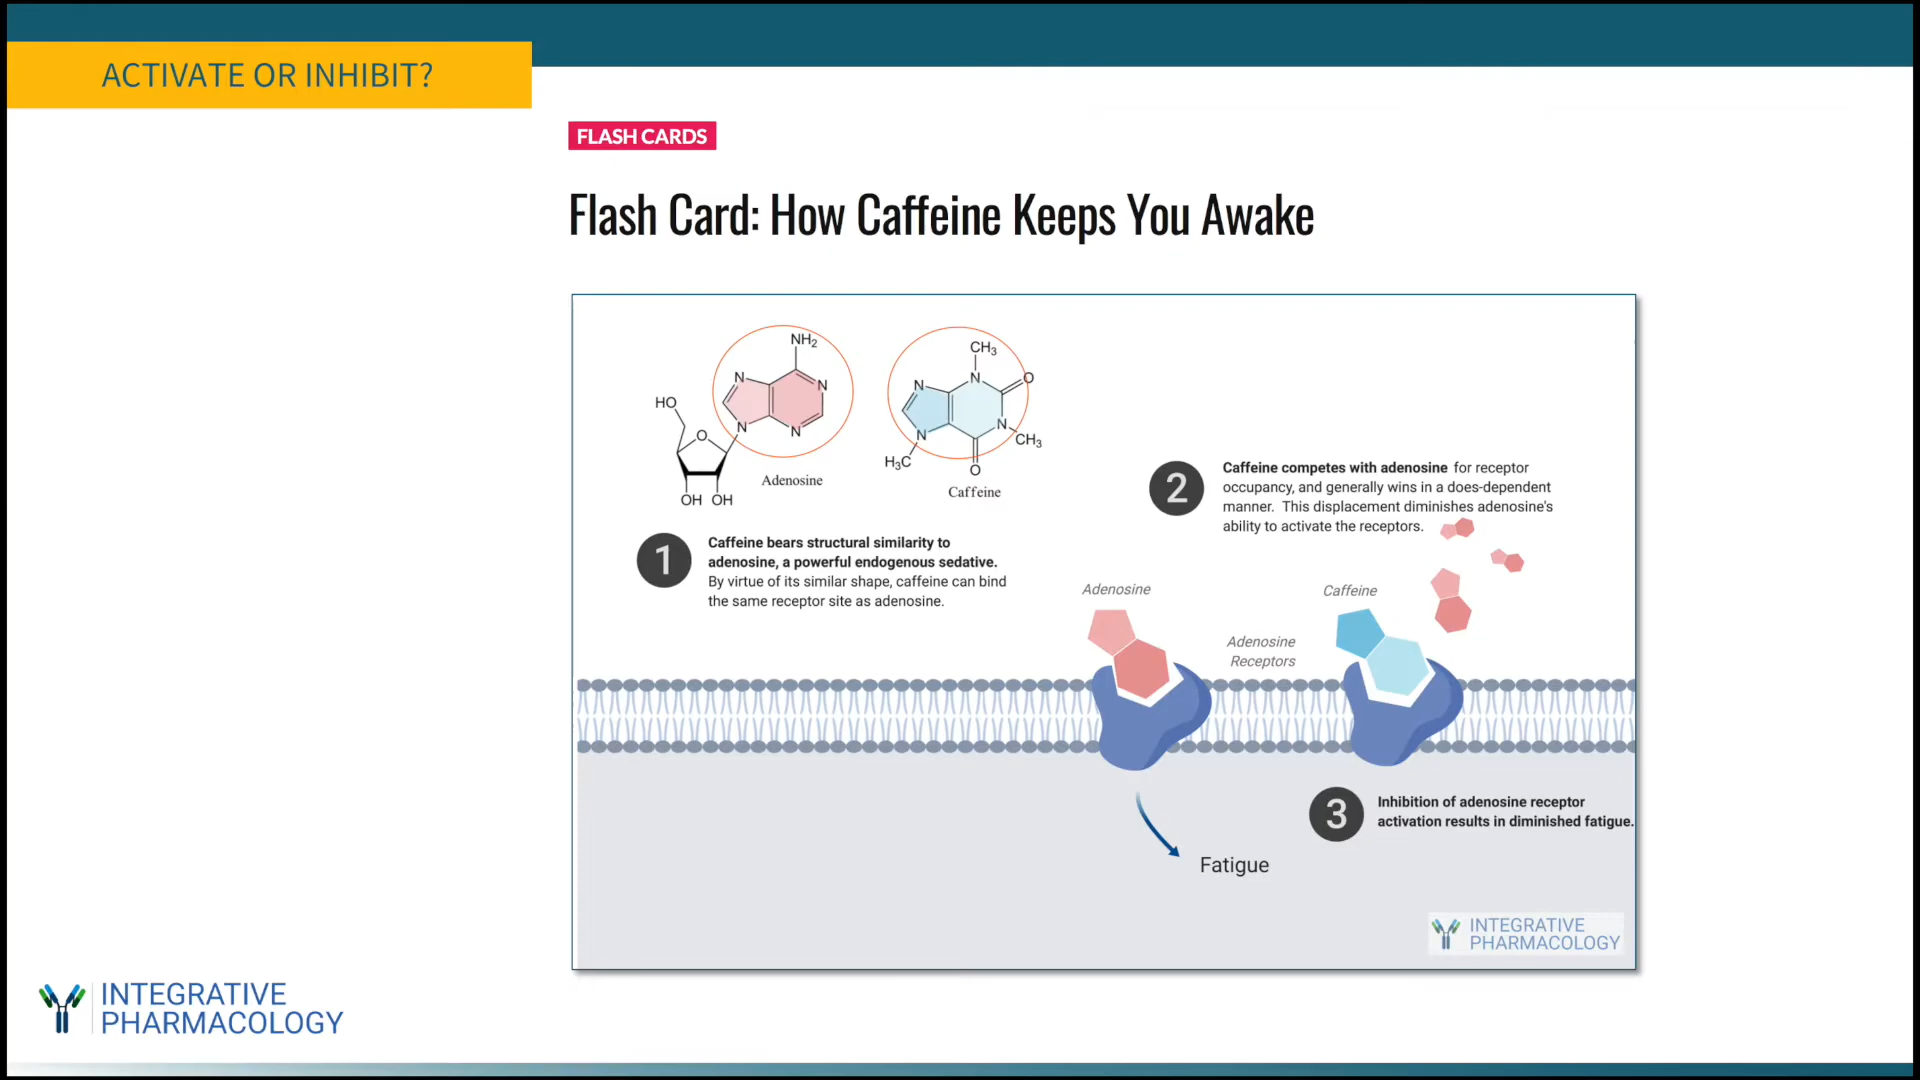 ACTIVATE OR INHIBIT?
FLASH CARDS
Flash Card: How Caffeine Keeps You Awake
NH₂
N
N
N
N
HO
O
OH OH
Adenosine
CH₃
N
N
O
N
N
CH₃
H₃C
O
Caffeine
1
Caffeine bears structural similarity to
adenosine, a powerful endogenous sedative.
By virtue of its similar shape, caffeine can bind
the same receptor site as adenosine.
2
Caffeine competes with adenosine for receptor
occupancy, and generally wins in a does-dependent
manner. This displacement diminishes adenosine's
ability to activate the receptors.
Adenosine
Adenosine
Receptors
Caffeine
3
Inhibition of adenosine receptor
activation results in diminished fatigue.
Fatigue
INTEGRATIVE
PHARMACOLOGY
INTEGRATIVE
PHARMACOLOGY